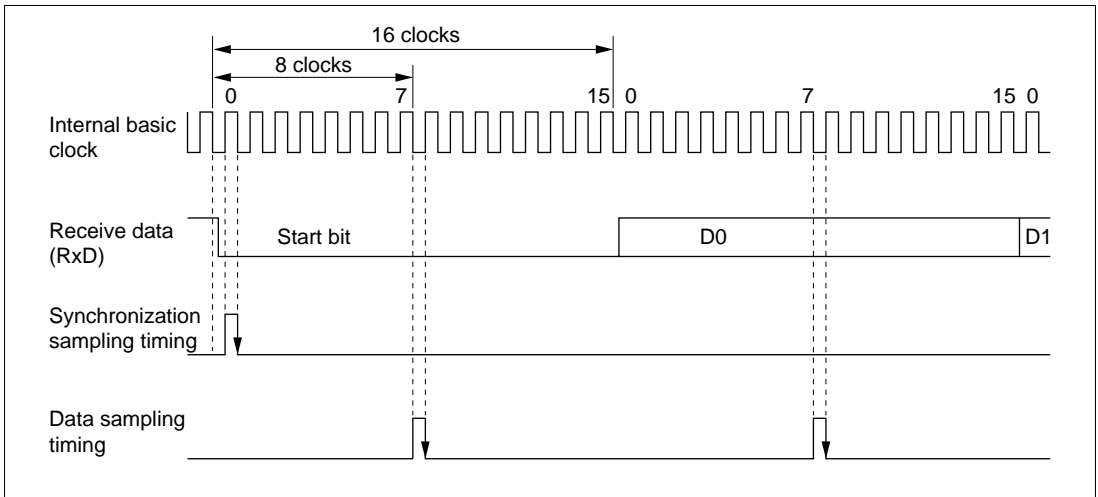 16 clocks
8 clocks
0 7 15 0 7 15 0
Internal basic
clock
Receive data
(RxD)
Start bit D0 D1
Synchronization
sampling timing
Data sampling
timing